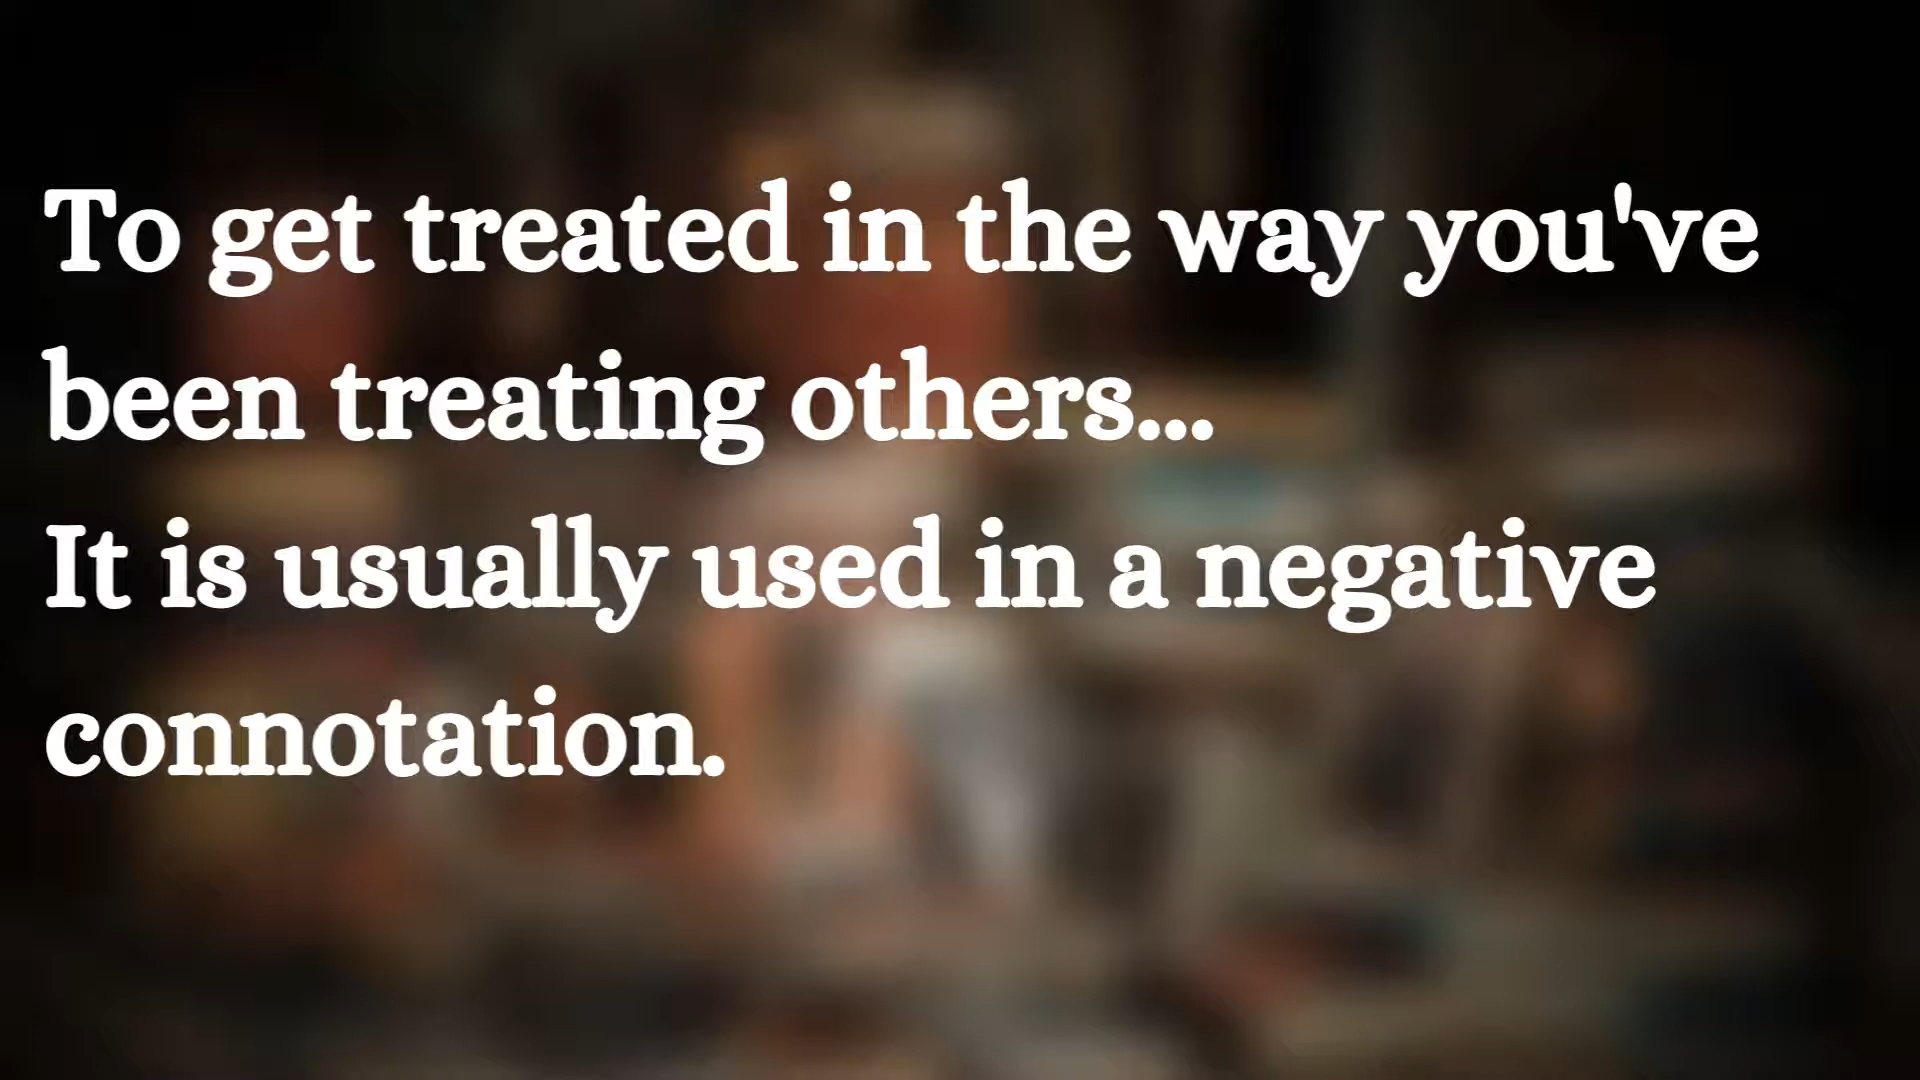 To get treated in the way you've
been treating others...
It is usually used in a negative
connotation.